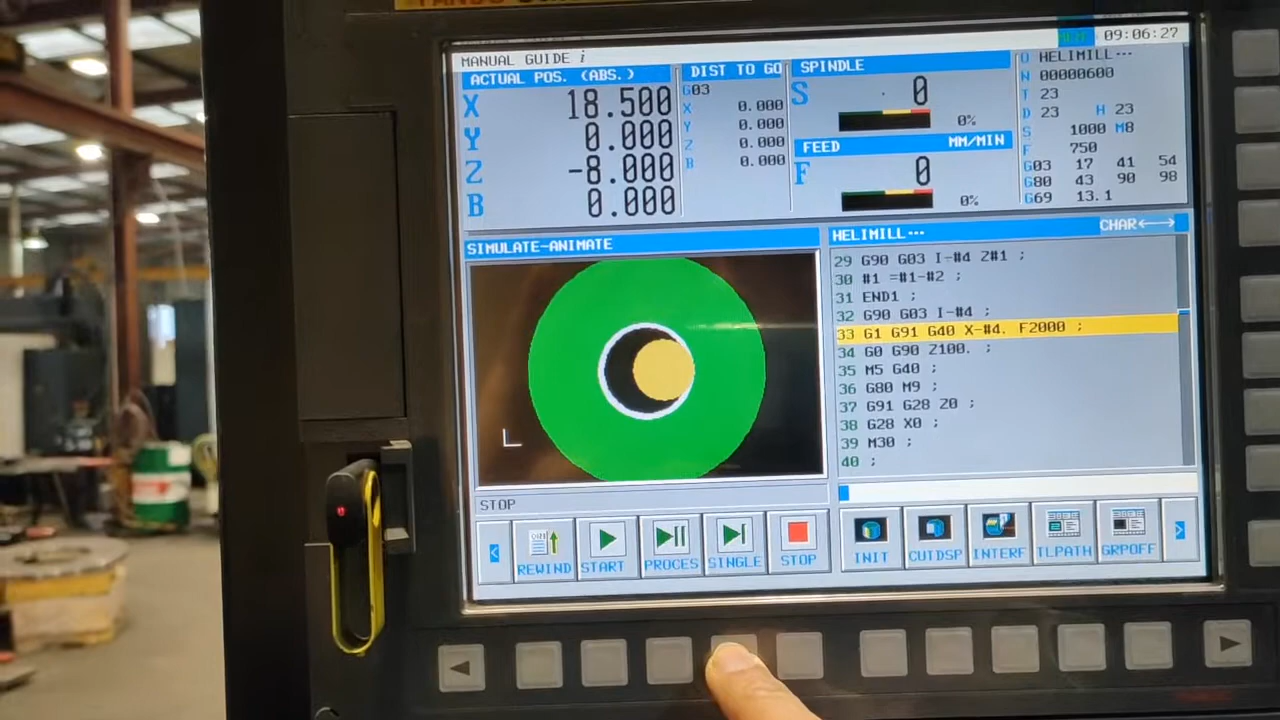 09:06:27
MANUAL GUIDE i
ACTUAL POS. (ABS.)
X 18.500
Y 0.000
Z -8.000
B 0.000
DIST TO GO
G03
X 0.000
Y 0.000
Z 0.000
B 0.000
SPINDLE
S 0
0%
FEED MM/MIN
F 0
0%
O HELIMILL···
N 00000600
T 23
D 23 H 23
S 1000 M8
F 750
G03 17 41 54
G80 43 90 98
G69 13.1
SIMULATE-ANIMATE
STOP
HELIMILL··· CHAR
29 G90 G03 I-#4 Z#1 ;
30 #1 =#1-#2 ;
31 END1 ;
32 G90 G03 I-#4 ;
33 G1 G91 G40 X-#4. F2000 ;
34 G0 G90 Z100. ;
35 M5 G40 ;
36 G80 M9 ;
37 G91 G28 Z0 ;
38 G28 X0 ;
39 M30 ;
40 ;
REWIND START PROCES SINGLE STOP INIT CUTDSP INTERF TLPATH GRPOFF